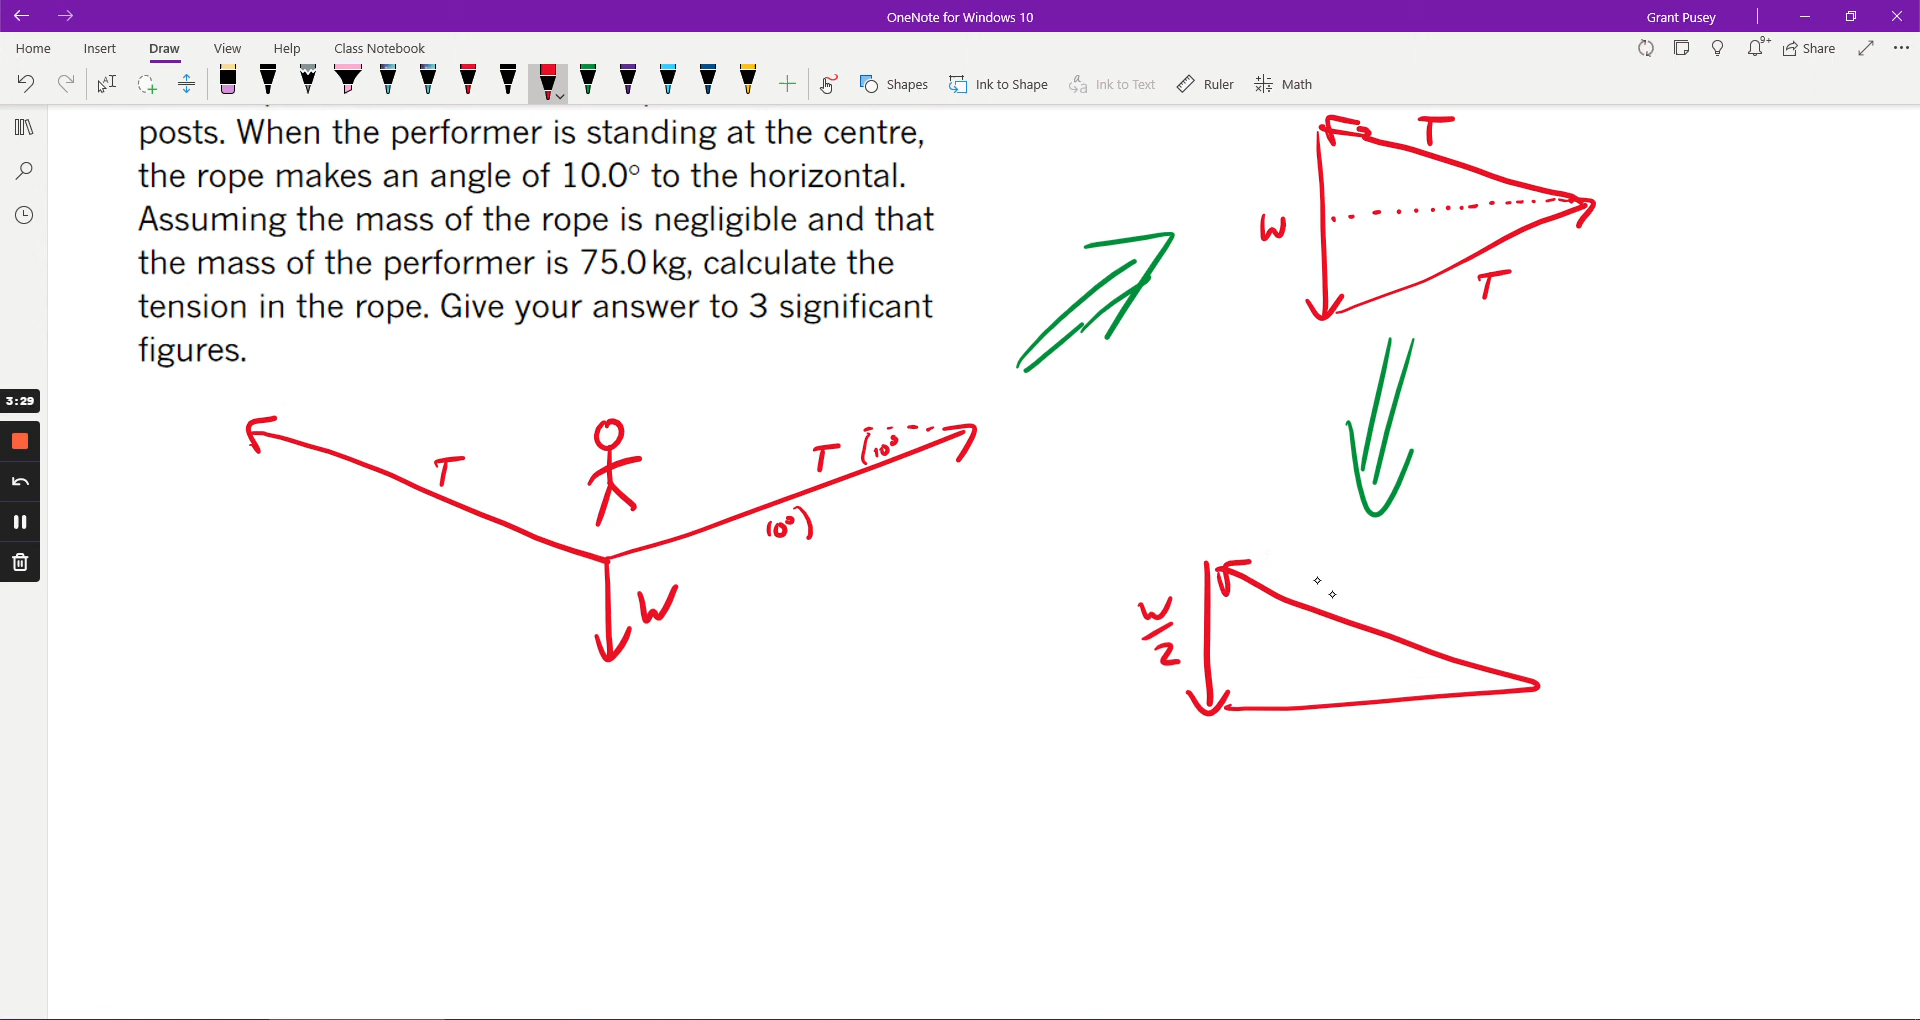 OneNote for Windows 10
Grant Pusey
Home Insert Draw View Help Class Notebook
9+
Share
Shapes Ink to Shape Ink to Text Ruler Math
posts. When the performer is standing at the centre,
the rope makes an angle of 10.0° to the horizontal.
Assuming the mass of the rope is negligible and that
the mass of the performer is 75.0 kg, calculate the
tension in the rope. Give your answer to 3 significant
figures.
3:29
T
W
T
T
T
10°
10°
W
W
2